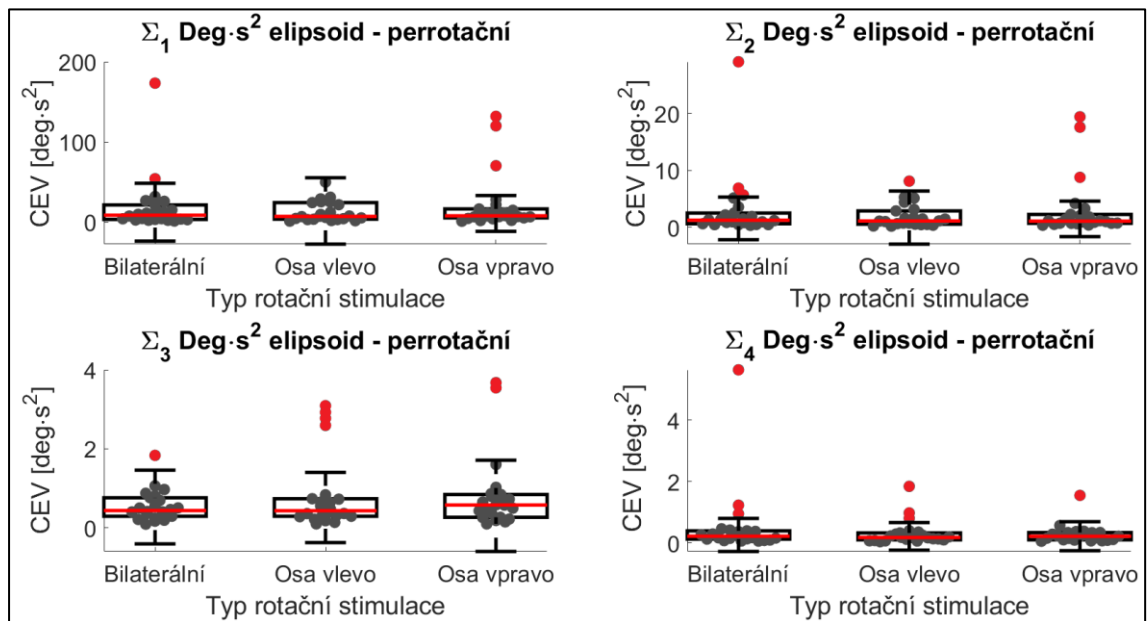 Σ1 Deg·s2 elipsoid - perrotační
CEV [deg·s2]
200
100
0
Bilaterální Osa vlevo Osa vpravo
Typ rotační stimulace
Σ2 Deg·s2 elipsoid - perrotační
CEV [deg·s2]
20
10
0
Bilaterální Osa vlevo Osa vpravo
Typ rotační stimulace
Σ3 Deg·s2 elipsoid - perrotační
CEV [deg·s2]
4
2
0
Bilaterální Osa vlevo Osa vpravo
Typ rotační stimulace
Σ4 Deg·s2 elipsoid - perrotační
CEV [deg·s2]
4
2
0
Bilaterální Osa vlevo Osa vpravo
Typ rotační stimulace